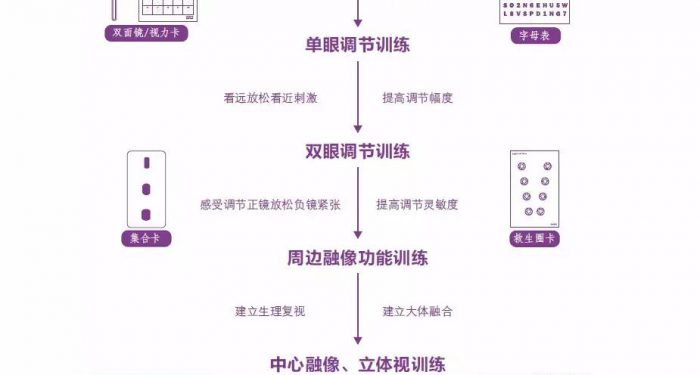 SO2N6EHU5W
L8VSPD1NG7
双面镜/视力卡
字母表
单眼调节训练
看远放松看近刺激
提高调节幅度
双眼调节训练
感受调节正镜放松负镜紧张
提高调节灵敏度
集合卡
救生圈卡
周边融像功能训练
建立生理复视
建立大体融合
中心融像、立体视训练